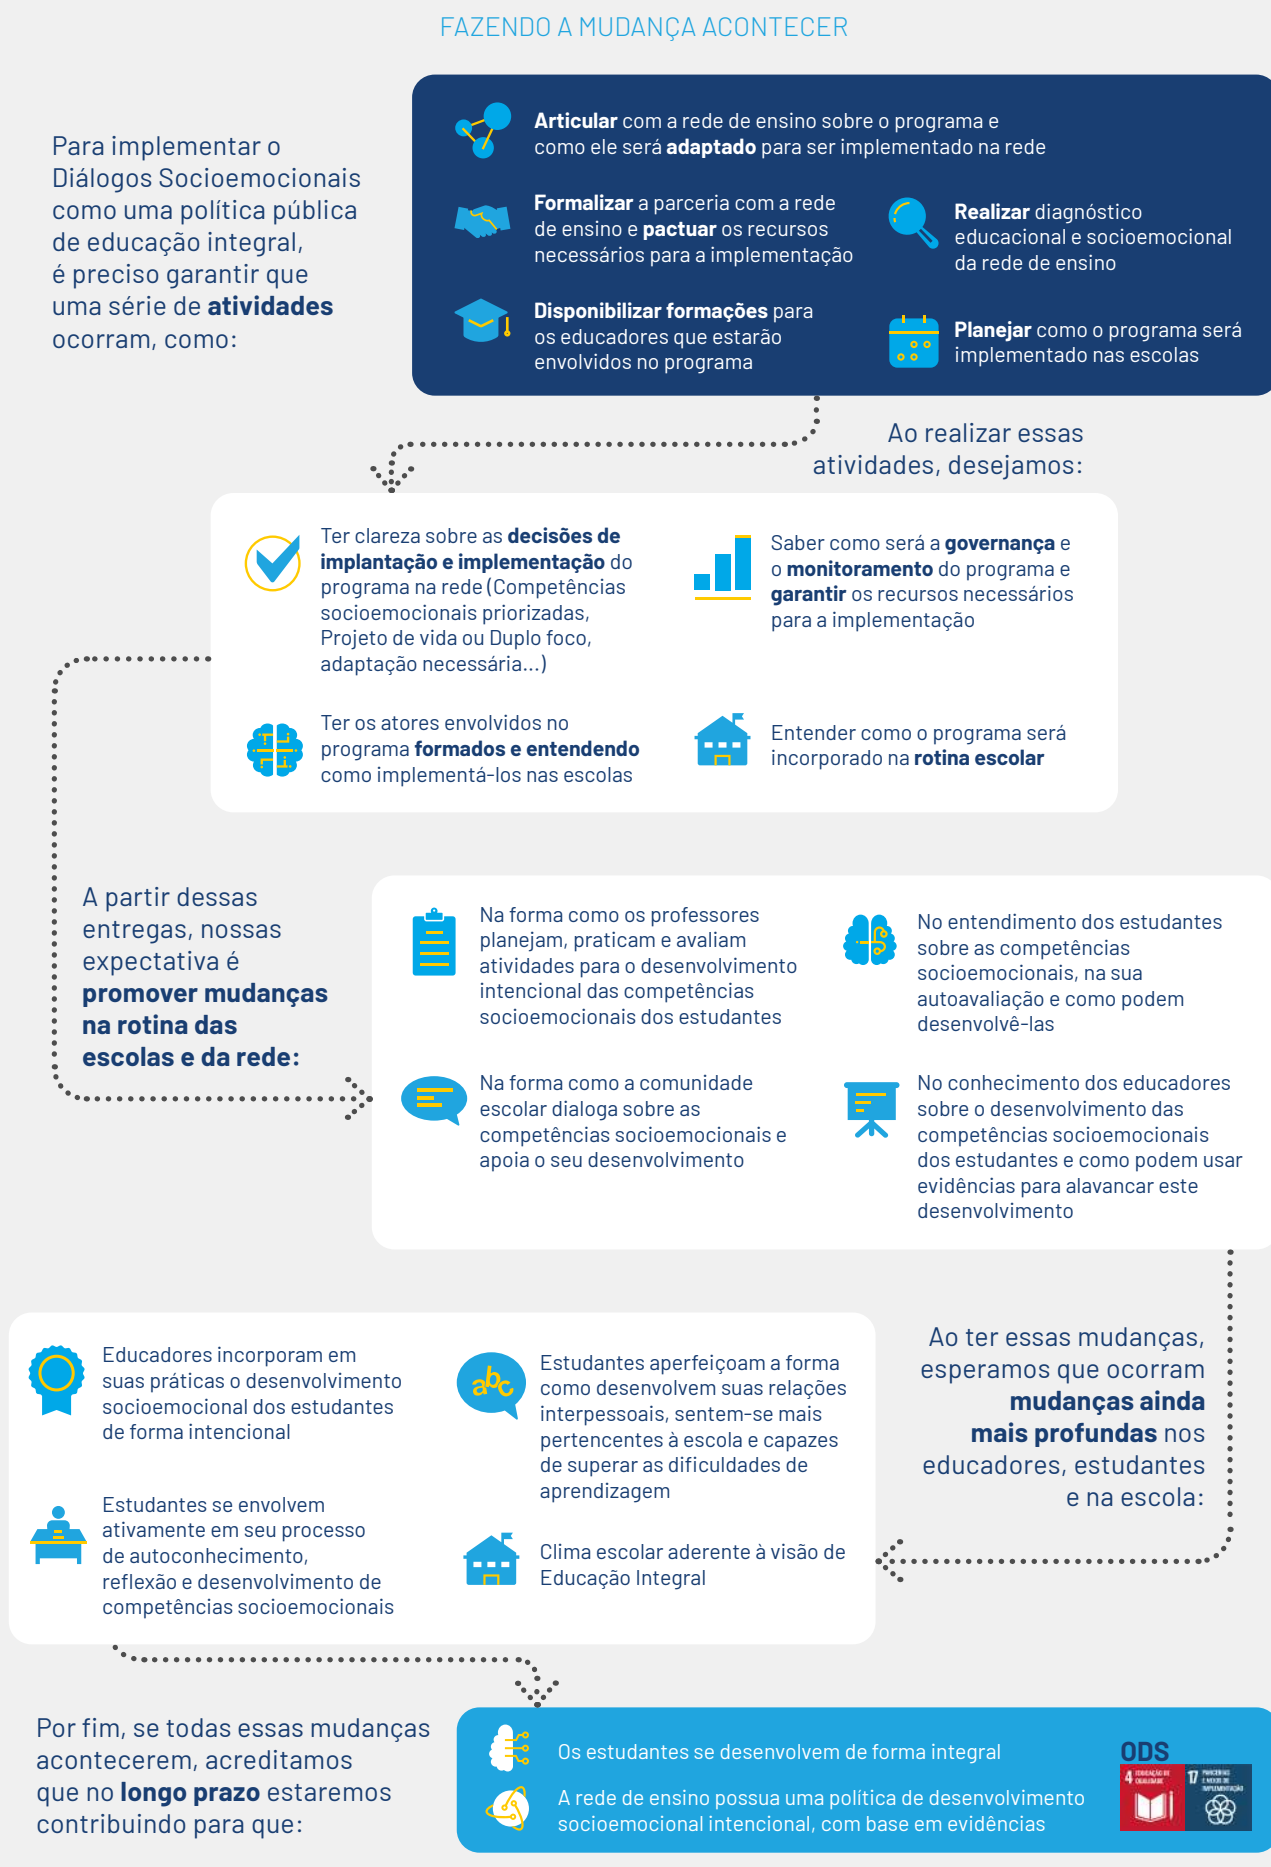 FAZENDO A MUDANÇA ACONTECER
Para implementar o
Diálogos Socioemocionais
como uma política pública
de educação integral,
é preciso garantir que
uma série de atividades
ocorram, como:
Articular com a rede de ensino sobre o programa e
como ele será adaptado para ser implementado na rede
Formalizar a parceria com a rede
de ensino e pactuar os recursos
necessários para a implementação
Realizar diagnóstico
educacional e socioemocional
da rede de ensino
Disponibilizar formações para
os educadores que estarão
envolvidos no programa
Planejar como o programa será
implementado nas escolas
Ao realizar essas
atividades, desejamos:
Ter clareza sobre as decisões de
implantação e implementação do
programa na rede (Competências
socioemocionais priorizadas,
Projeto de vida ou Duplo foco,
adaptação necessária...)
Saber como será a governança e
o monitoramento do programa e
garantir os recursos necessários
para a implementação
Ter os atores envolvidos no
programa formados e entendendo
como implementá-los nas escolas
Entender como o programa será
incorporado na rotina escolar
A partir dessas
entregas, nossas
expectativa é
promover mudanças
na rotina das
escolas e da rede:
Na forma como os professores
planejam, praticam e avaliam
atividades para o desenvolvimento
intencional das competências
socioemocionais dos estudantes
No entendimento dos estudantes
sobre as competências
socioemocionais, na sua
autoavaliação e como podem
desenvolvê-las
Na forma como a comunidade
escolar dialoga sobre as
competências socioemocionais e
apoia o seu desenvolvimento
No conhecimento dos educadores
sobre o desenvolvimento das
competências socioemocionais
dos estudantes e como podem usar
evidências para alavancar este
desenvolvimento
Ao ter essas mudanças,
esperamos que ocorram
mudanças ainda
mais profundas nos
educadores, estudantes
e na escola:
Educadores incorporam em
suas práticas o desenvolvimento
socioemocional dos estudantes
de forma intencional
abc
Estudantes aperfeiçoam a forma
como desenvolvem suas relações
interpessoais, sentem-se mais
pertencentes à escola e capazes
de superar as dificuldades de
aprendizagem
Estudantes se envolvem
ativamente em seu processo
de autoconhecimento,
reflexão e desenvolvimento de
competências socioemocionais
Clima escolar aderente à visão de
Educação Integral
Por fim, se todas essas mudanças
acontecerem, acreditamos
que no longo prazo estaremos
contribuindo para que:
Os estudantes se desenvolvem de forma integral
A rede de ensino possua uma política de desenvolvimento
socioemocional intencional, com base em evidências
ODS
4 EDUCAÇÃO DE
QUALIDADE
17 PARCERIAS
E MEIOS DE
IMPLEMENTAÇÃO